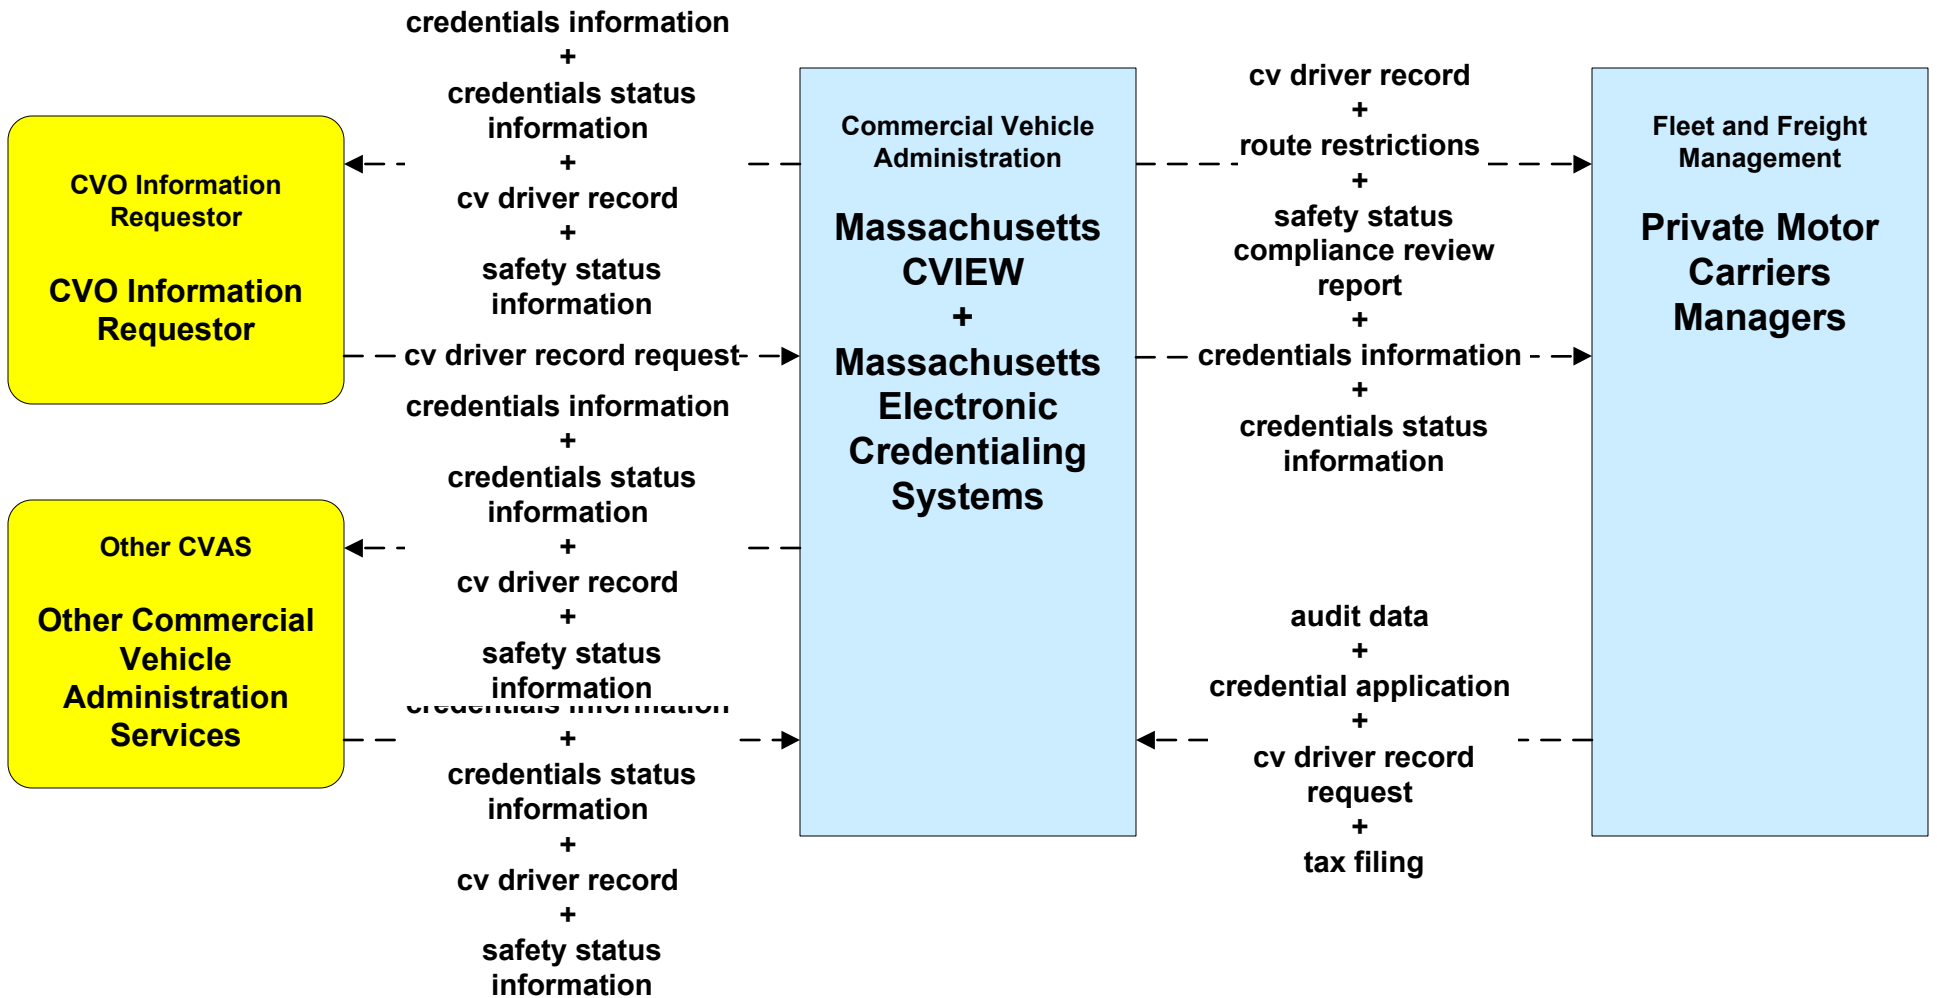 credentials information
+
credentials status
information
+
cv driver record
+
safety status
information
CVO Information
Requestor
CVO Information
Requestor
cv driver record request
credentials information
+
credentials status
information
+
cv driver record
+
safety status
information
Other CVAS
Other Commercial
Vehicle
Administration
Services
credentials information
+
credentials status
information
+
cv driver record
+
safety status
information
Commercial Vehicle
Administration
Massachusetts
CVIEW
+
Massachusetts
Electronic
Credentialing
Systems
cv driver record
+
route restrictions
+
safety status
compliance review
report
+
credentials information
+
credentials status
information
audit data
+
credential application
+
cv driver record
request
+
tax filing
Fleet and Freight
Management
Private Motor
Carriers
Managers